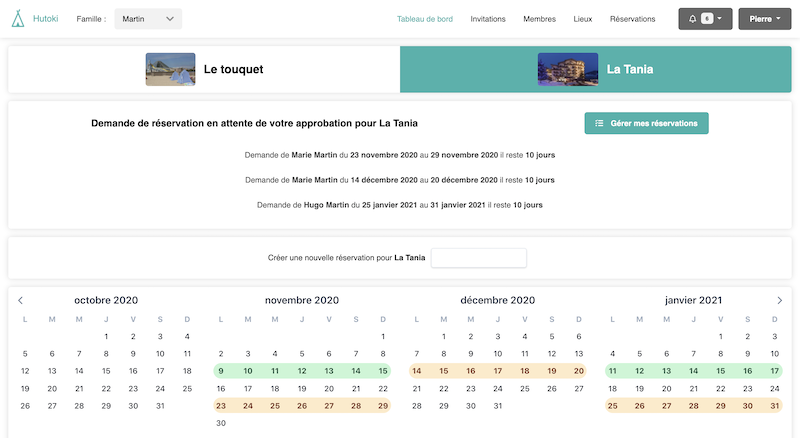 Hutoki Famille : Martin Tableau de bord Invitations Membres Lieux Réservations 6 Pierre
Le touquet La Tania
Demande de réservation en attente de votre approbation pour La Tania Gérer mes réservations
Demande de Marie Martin du 23 novembre 2020 au 29 novembre 2020 il reste 10 jours
Demande de Marie Martin du 14 décembre 2020 au 20 décembre 2020 il reste 10 jours
Demande de Hugo Martin du 25 janvier 2021 au 31 janvier 2021 il reste 10 jours
Créer une nouvelle réservation pour La Tania
octobre 2020 novembre 2020 décembre 2020 janvier 2021
L M M J V S D L M M J V S D L M M J V S D L M M J V S D
1 2 3 4 1 1 2 3 4 5 6 1 2 3
5 6 7 8 9 10 11 2 3 4 5 6 7 8 7 8 9 10 11 12 13 4 5 6 7 8 9 10
12 13 14 15 16 17 18 9 10 11 12 13 14 15 14 15 16 17 18 19 20 11 12 13 14 15 16 17
19 20 21 22 23 24 25 16 17 18 19 20 21 22 21 22 23 24 25 26 27 18 19 20 21 22 23 24
26 27 28 29 30 31 23 24 25 26 27 28 29 28 29 30 31 25 26 27 28 29 30 31
30